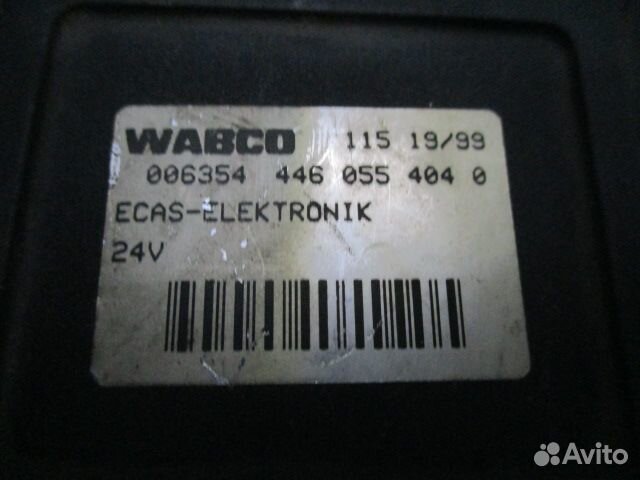 WABCO 115 19/99
006354 446 055 404 0
ECAS-ELEKTRONIK
24V
Avito